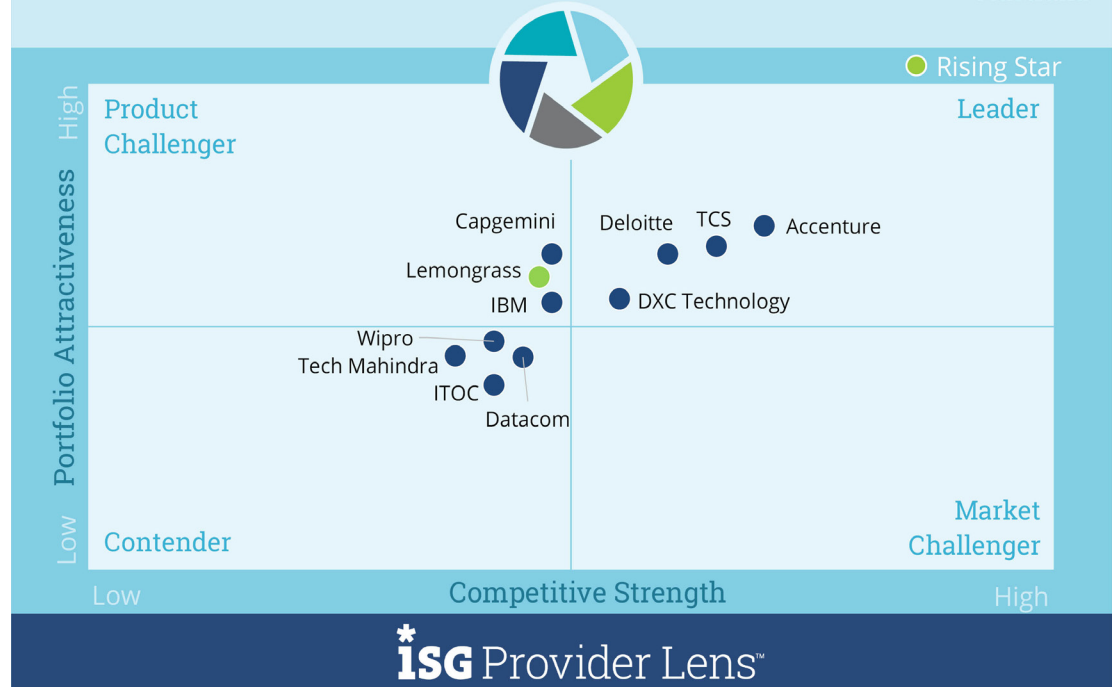 Rising Star
High
Product
Challenger
Leader
Portfolio Attractiveness
Capgemini
Deloitte
TCS
Accenture
Lemongrass
IBM
DXC Technology
Wipro
Tech Mahindra
ITOC
Datacom
Low
Contender
Market
Challenger
Low
Competitive Strength
High
*isG Provider Lens™